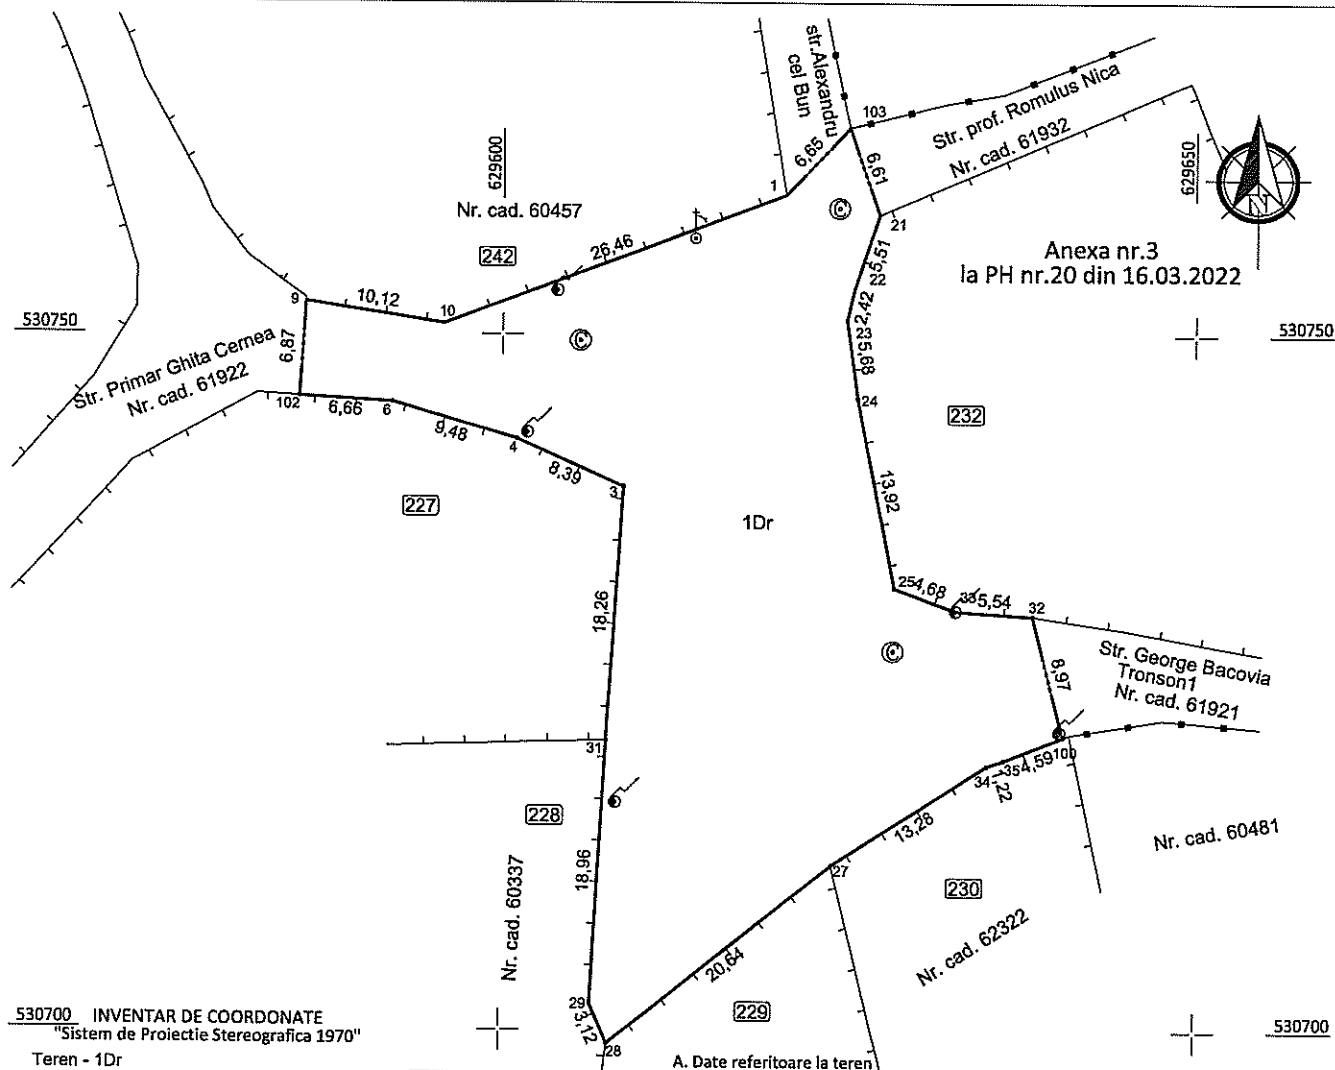 str.Alexandru
cel Bun
103
Str. prof. Romulus Nica
Nr. cad. 61932
629600
629650
6,65
6,61
1
21
Nr. cad. 60457
N
242
26,46
5,51
22
Anexa nr.3
la PH nr.20 din 16.03.2022
9
10,12
10
2,42
23
530750
530750
6,87
5,68
Str. Primar Ghita Cernea
Nr. cad. 61922
102
6,66
6
24
232
9,48
4
8,39
3
227
13,92
1Dr
25
4,68
33
5,54
32
18,26
8,97
Str. George Bacovia
Tronson1
Nr. cad. 61921
31
100
4,59
35
34
1,22
228
13,28
Nr. cad. 60481
18,96
27
230
Nr. cad. 60337
Nr. cad. 62322
20,64
29
3,12
28
229
530700
INVENTAR DE COORDONATE
"Sistem de Proiectie Stereografica 1970"
530700
Teren - 1Dr
A. Date referitoare la teren